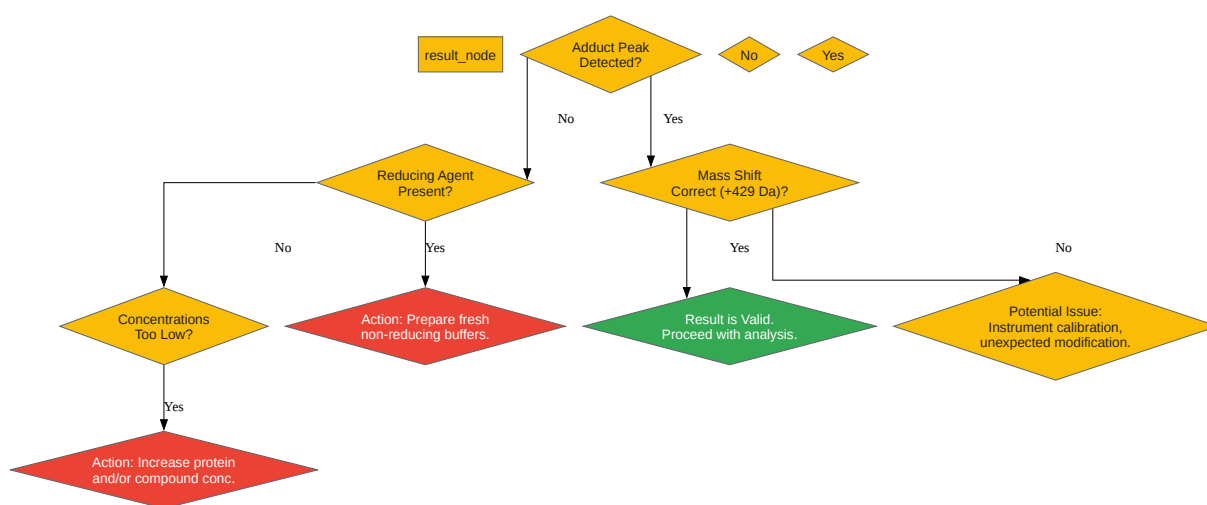 result_node
Adduct Peak
Detected?
No
Yes
No
Yes
Reducing Agent
Present?
Mass Shift
Correct (+429 Da)?
No
Yes
Yes
No
Concentrations
Too Low?
Action: Prepare fresh
non-reducing buffers.
Result is Valid.
Proceed with analysis.
Potential Issue:
Instrument calibration,
unexpected modification.
Yes
Action: Increase protein
and/or compound conc.